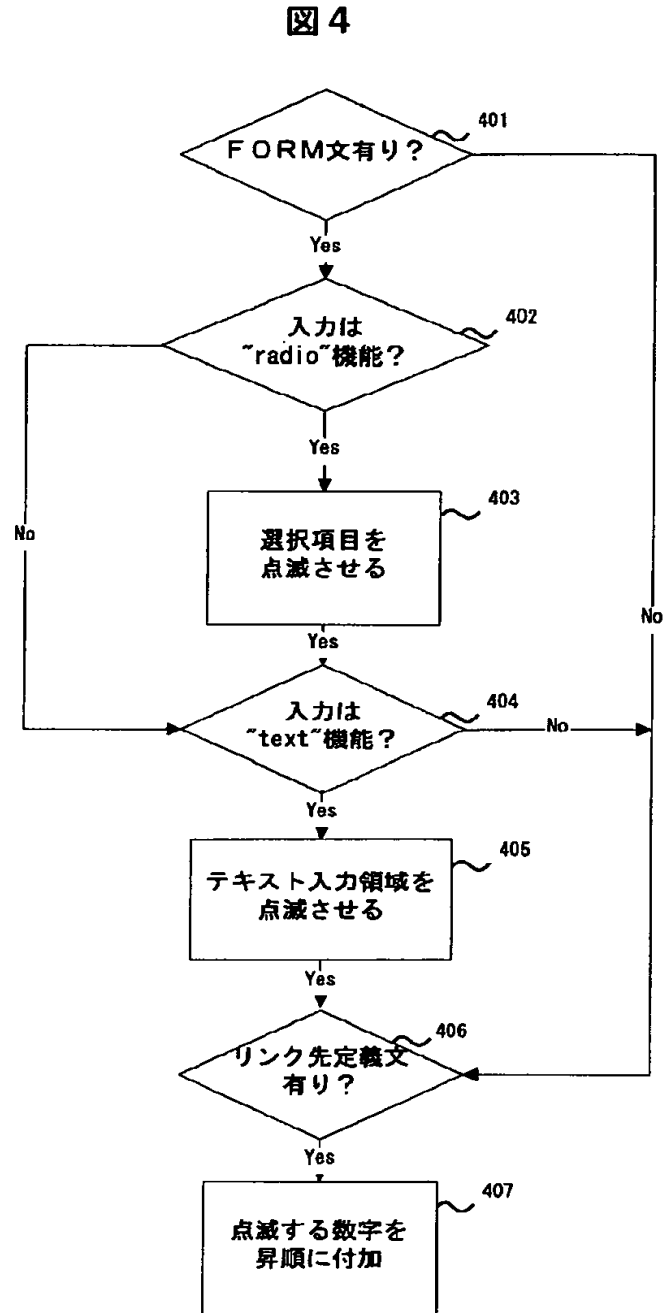 図４
401
ＦＯＲＭ文有り？
Yes
402
入力は
"radio"機能？
Yes
No
403
選択項目を
点滅させる
Yes
No
404
入力は
"text"機能？
No
Yes
405
テキスト入力領域を
点滅させる
Yes
406
リンク先定義文
有り？
Yes
407
点滅する数字を
昇順に付加